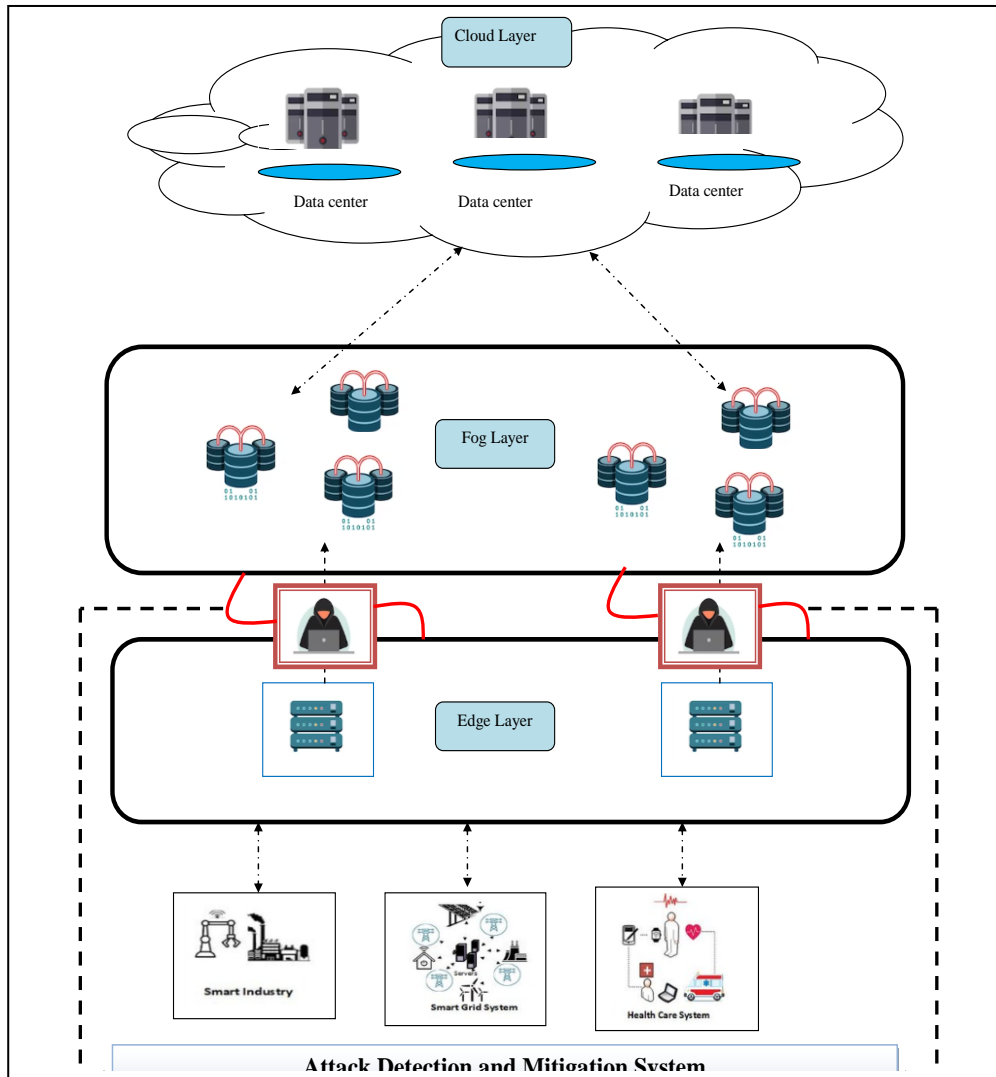 Cloud Layer
Data center
Data center
Data center
Fog Layer
01 01
1010101
01 01
1010101
01 01
1010101
01 01
1010101
Edge Layer
Smart Industry
Servers
Smart Grid System
Health Care System
Attack Detection and Mitigation System